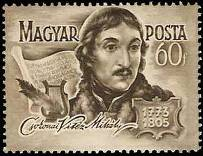 MAGYAR POSTA
60f
1773
1805
Csokonai Vitéz Mihály